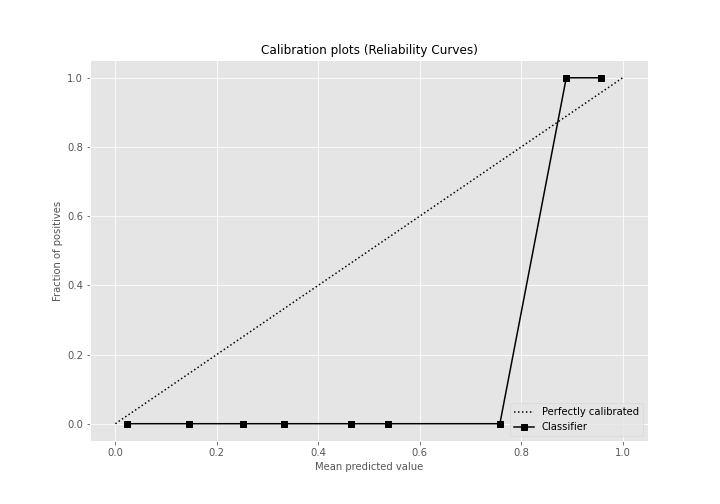 Calibration plots (Reliability Curves)
1.0
0.8
0.6
0.4
0.2
0.0
Fraction of positives
Perfectly calibrated
Classifier
0.0 0.2 0.4 0.6 0.8 1.0
Mean predicted value